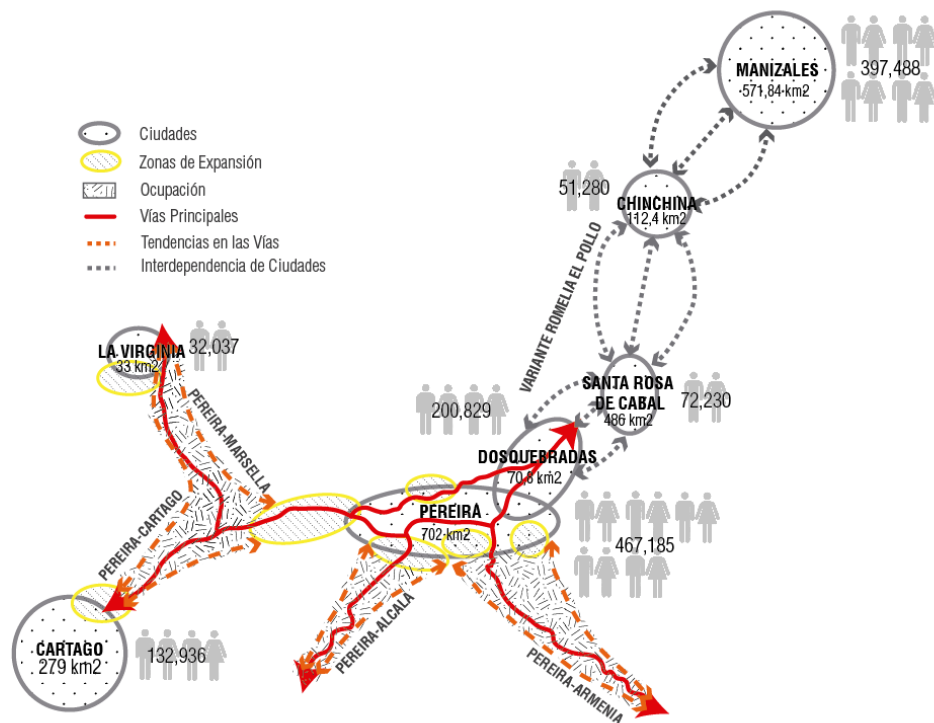 MANIZALES
571,84 km2
397,488
Ciudades
Zonas de Expansión
Ocupación
Vías Principales
Tendencias en las Vías
Interdependencia de Ciudades
51,280
CHINCHINA
112,4 km2
VARIANTE ROMELIA EL POLLO
LA VIRGINIA
33 km2
32,037
SANTA ROSA
DE CABAL
486 km2
72,230
200,829
DOSQUEBRADAS
70,8 km2
PEREIRA-MARSELLA
PEREIRA
702 km2
467,185
PEREIRA-CARTAGO
CARTAGO
279 km2
132,936
PEREIRA-ALCALÁ
PEREIRA-ARMENIA